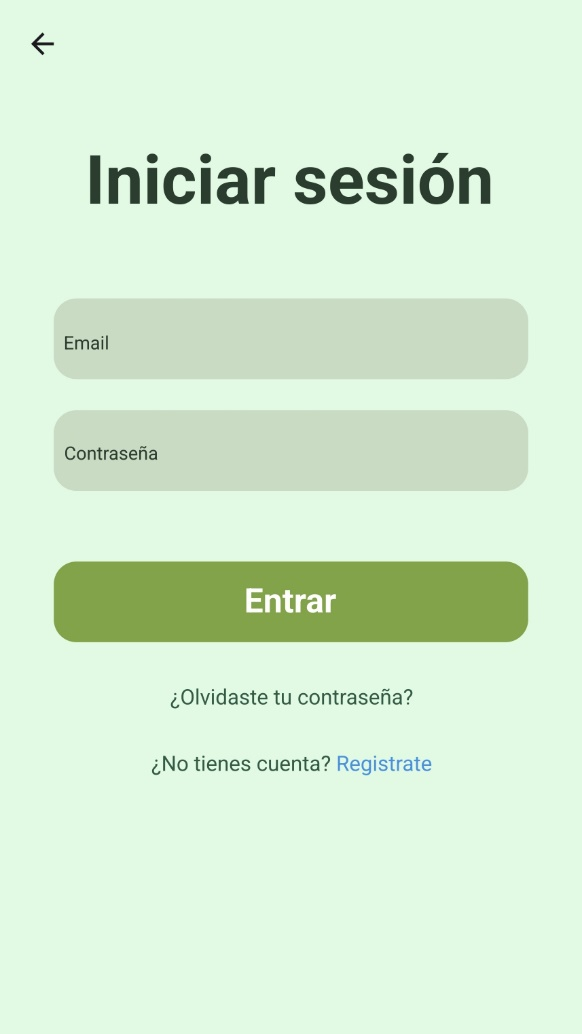 Iniciar sesión
Email
Contraseña
Entrar
¿Olvidaste tu contraseña?
¿No tienes cuenta? Registrate